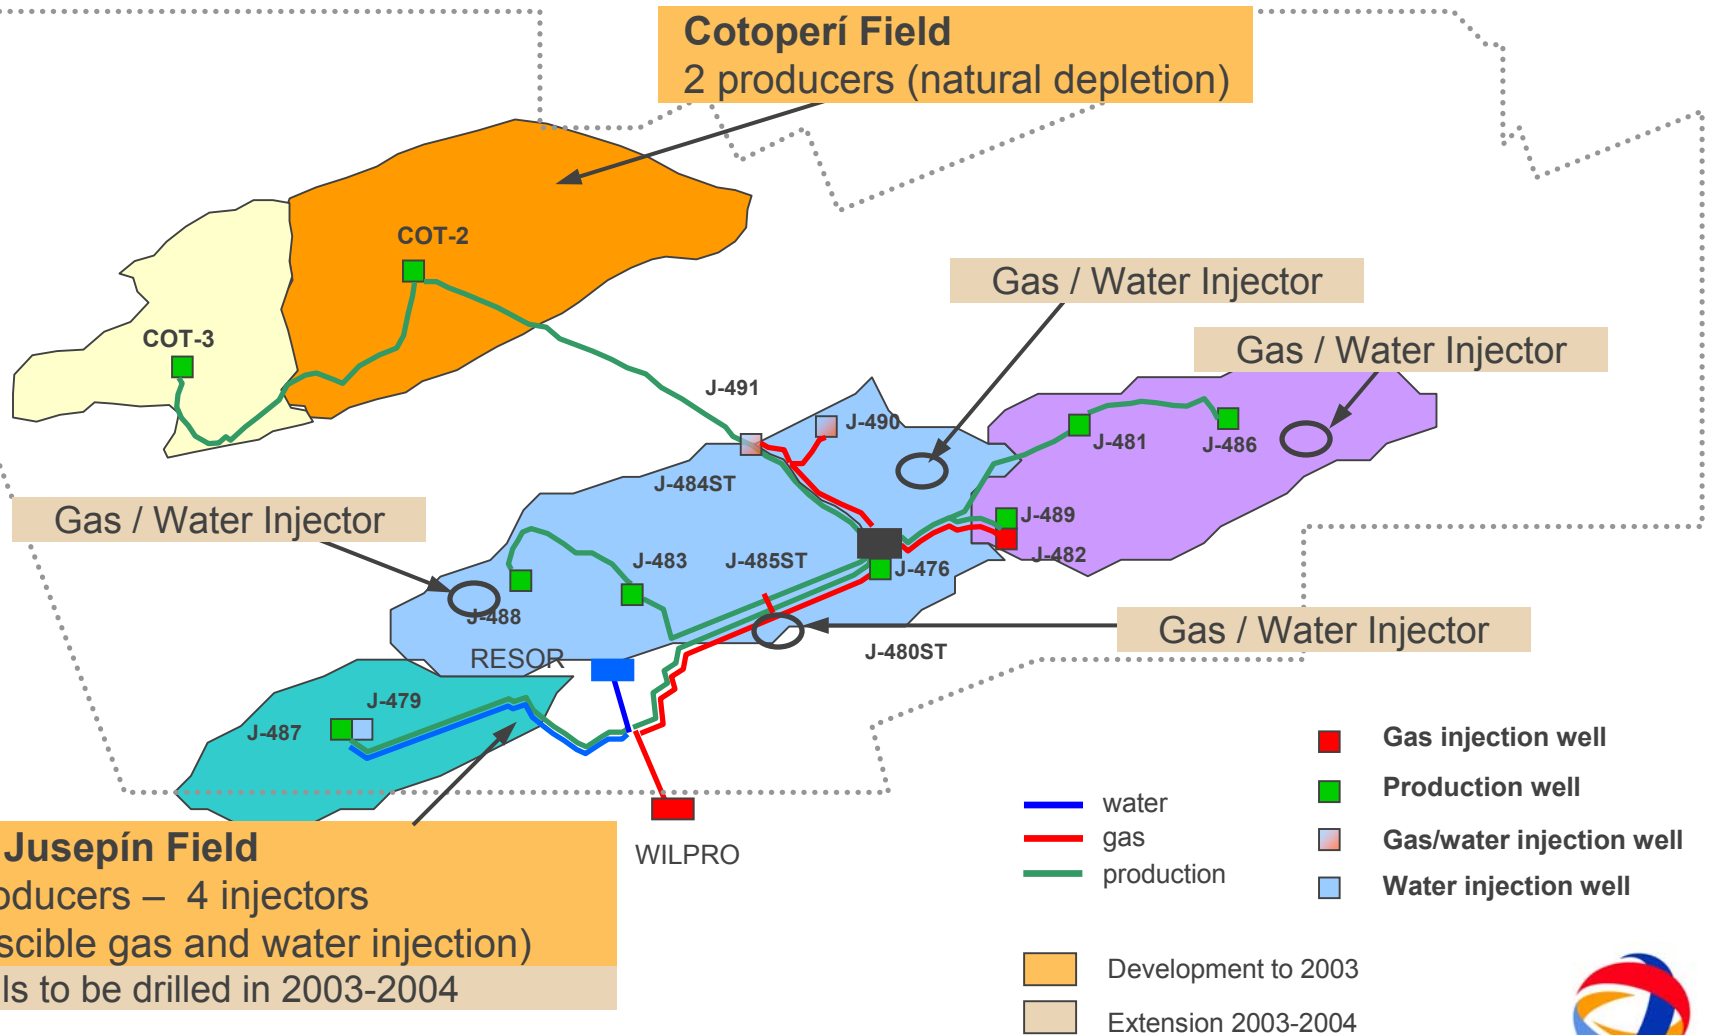 Cotoperí Field
2 producers (natural depletion)
COT-2
Gas / Water Injector
COT-3
Gas / Water Injector
J-491
J-490
J-481
J-486
J-484ST
Gas / Water Injector
J-489
J-483
J-485ST
J-482
J-476
J-488
Gas / Water Injector
J-480ST
RESOR
J-479
J-487
Gas injection well
Production well
water
gas
Gas/water injection well
production
Water injection well
WILPRO
Jusepín Field
oducers – 4 injectors
scible gas and water injection)
ls to be drilled in 2003-2004
Development to 2003
Extension 2003-2004